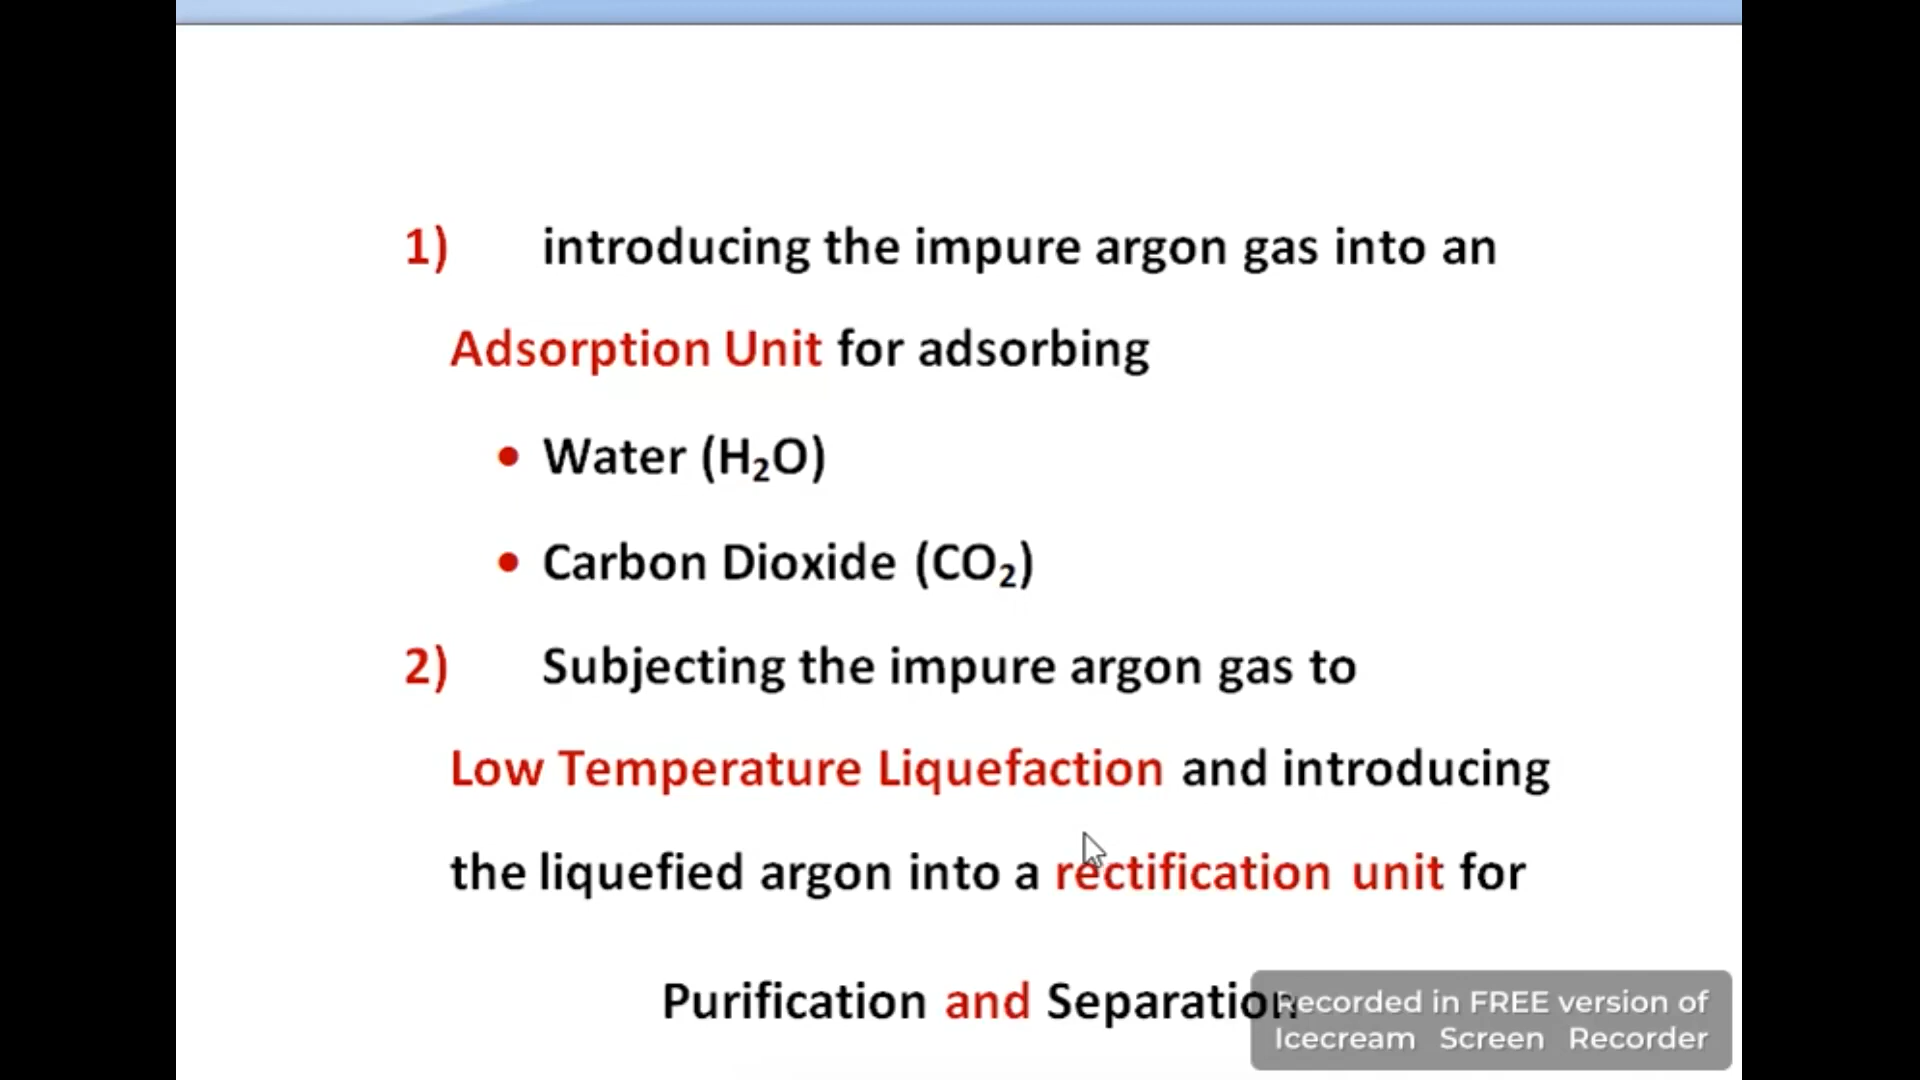 1) introducing the impure argon gas into an
Adsorption Unit for adsorbing
• Water (H₂O)
• Carbon Dioxide (CO₂)
2) Subjecting the impure argon gas to
Low Temperature Liquefaction and introducing
the liquefied argon into a rectification unit for
Purification and Separation
Recorded in FREE version of
Icecream Screen Recorder